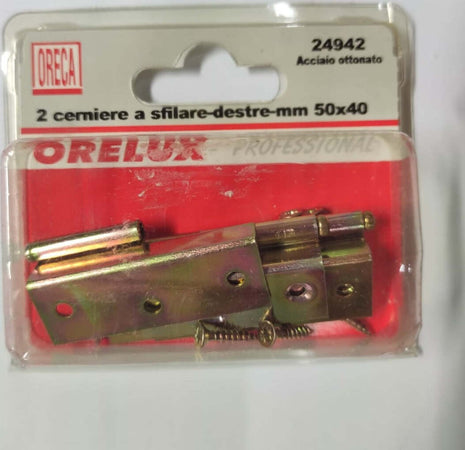 ORECA
24942
Acciaio ottonato
2 cerniere a sfilare-destre-mm 50x40
ORELUX PROFESSIONAL